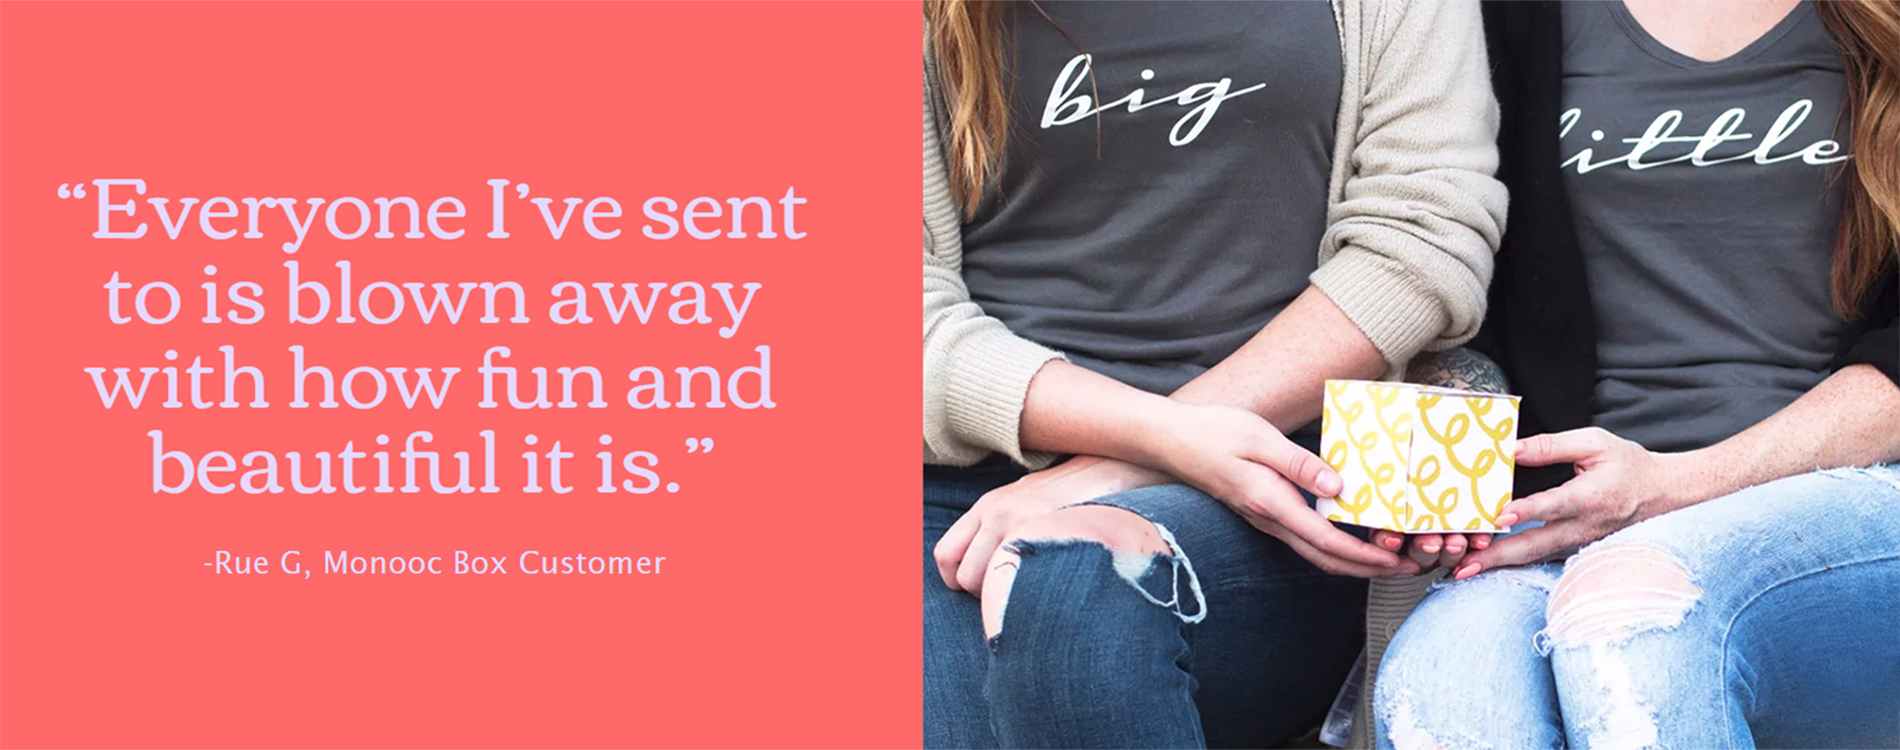 “Everyone I’ve sent
to is blown away
with how fun and
beautiful it is.”
-Rue G, Monooc Box Customer
big
little